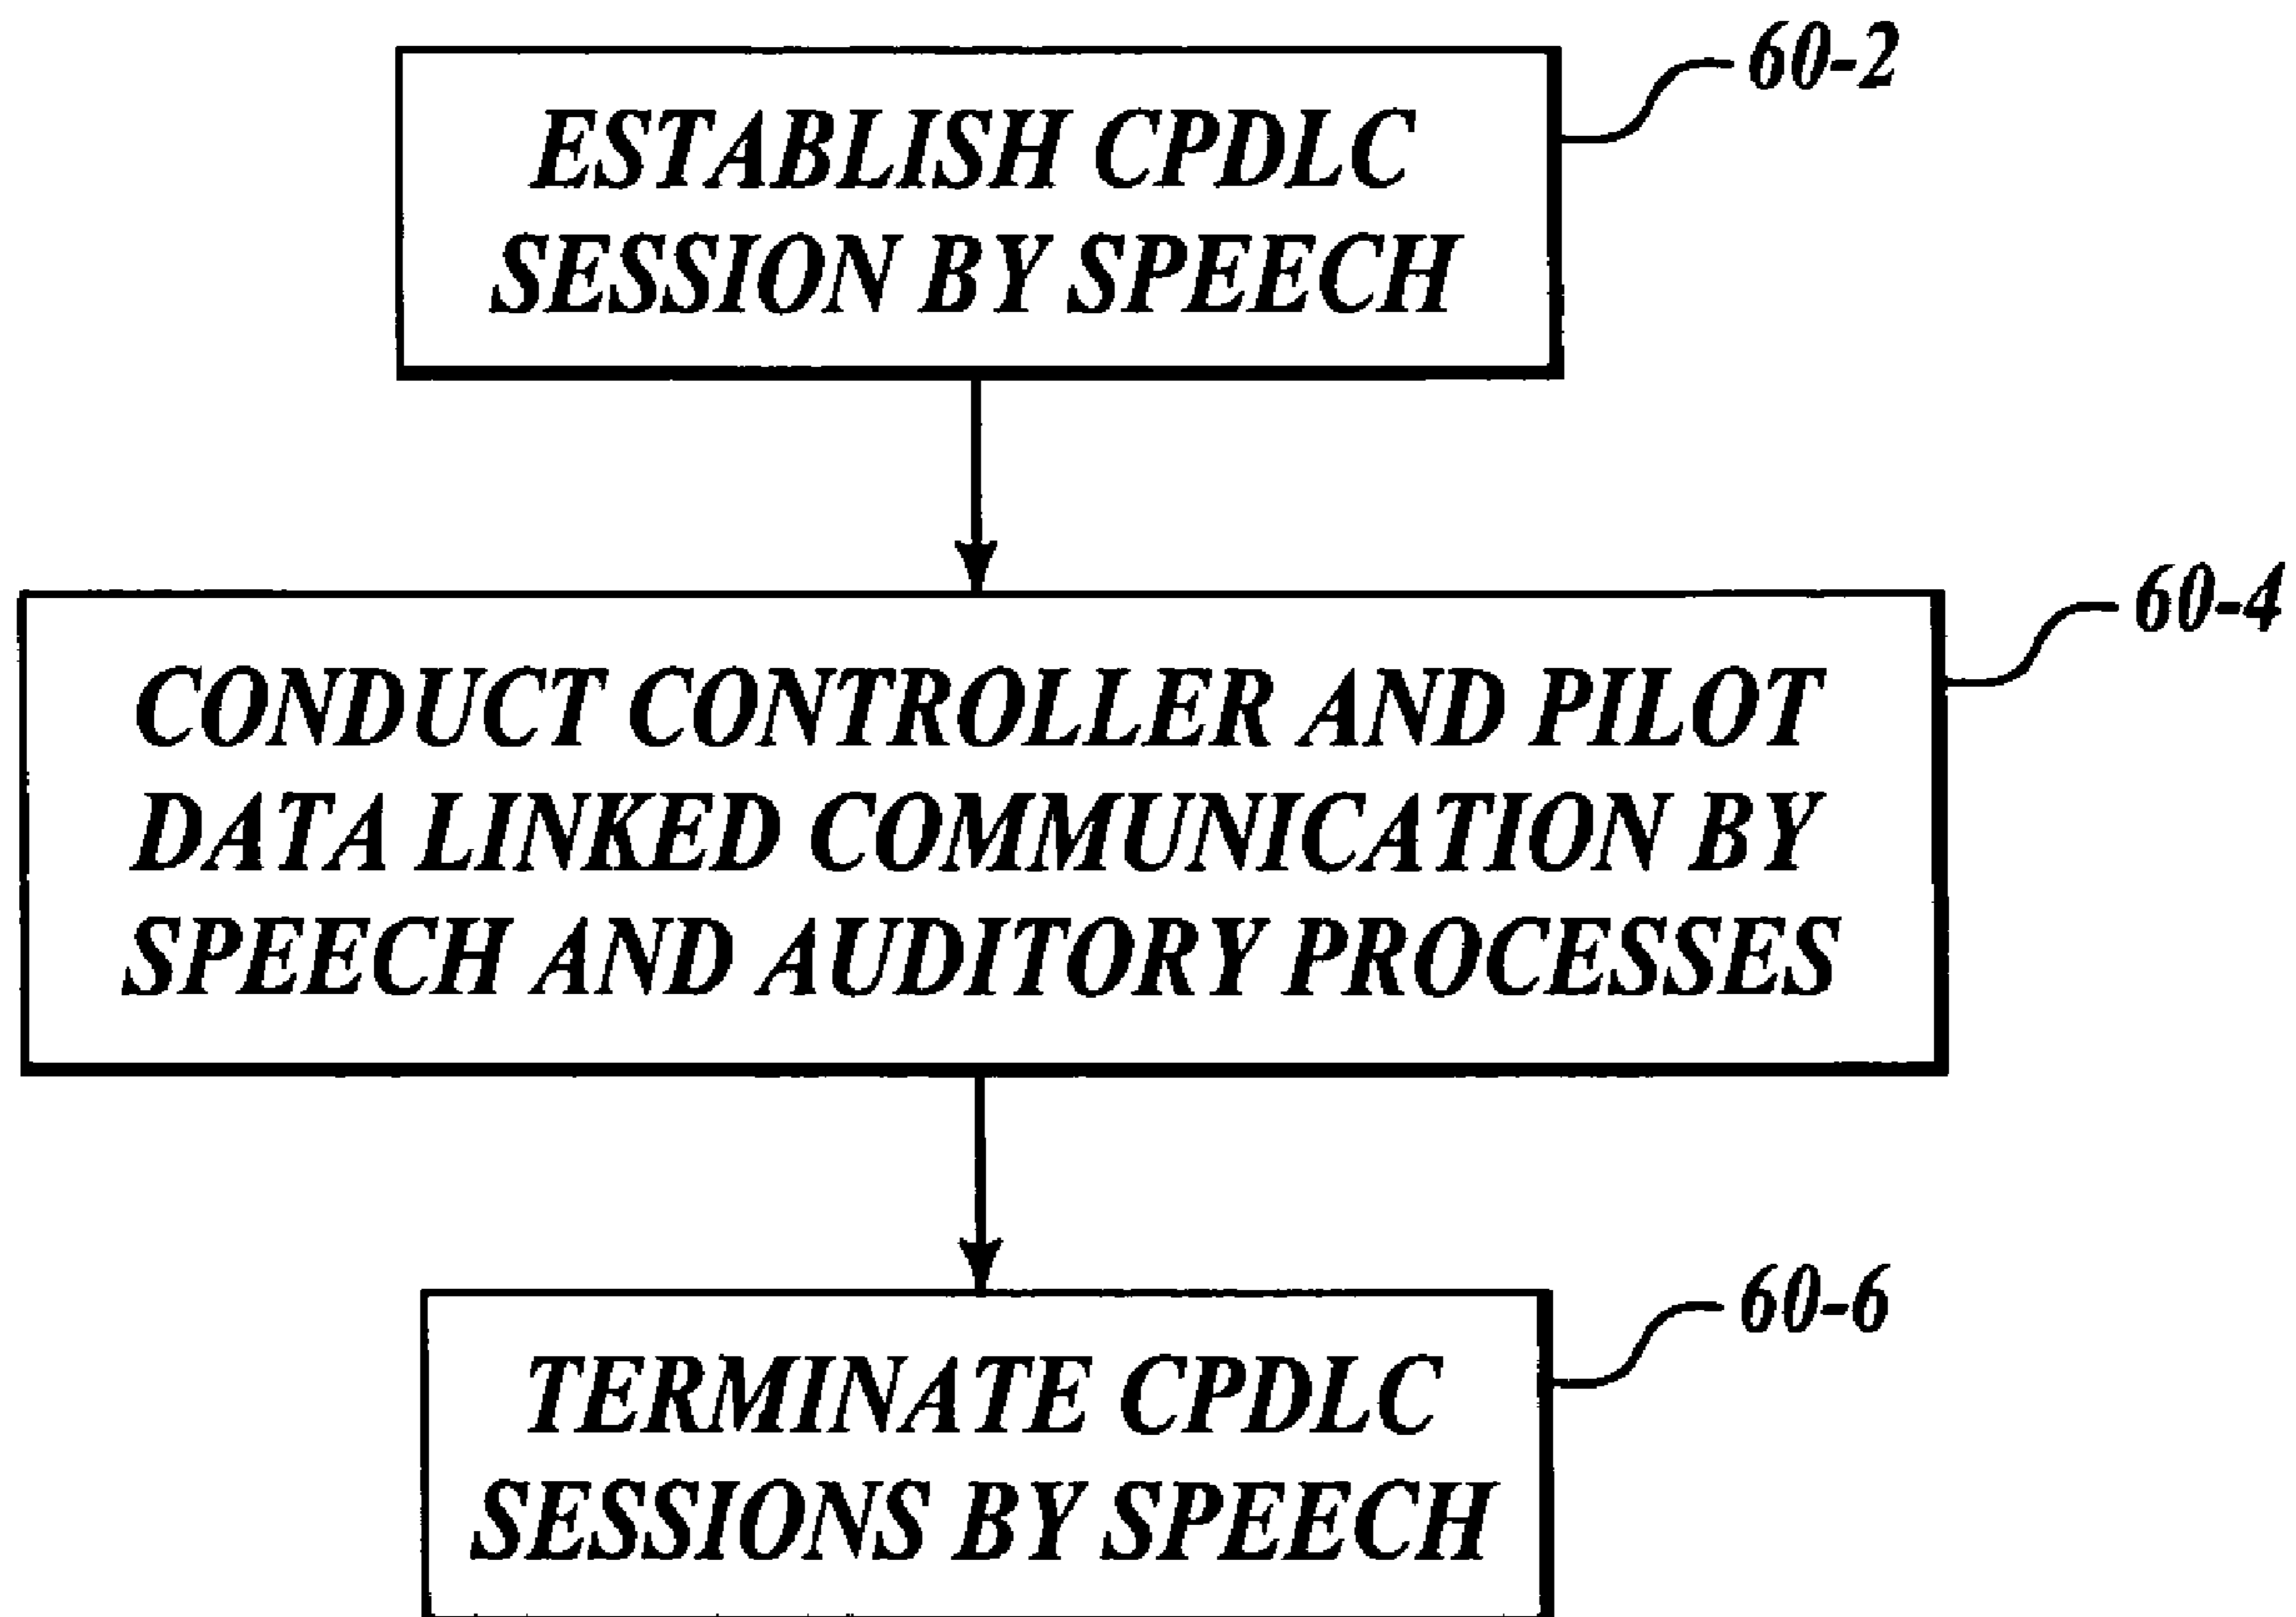 60-2
ESTABLISH CPDLC
SESSION BY SPEECH
60-4
CONDUCT CONTROLLER AND PILOT
DATA LINKED COMMUNICATION BY
SPEECH AND AUDITORY PROCESSES
60-6
TERMINATE CPDLC
SESSIONS BY SPEECH